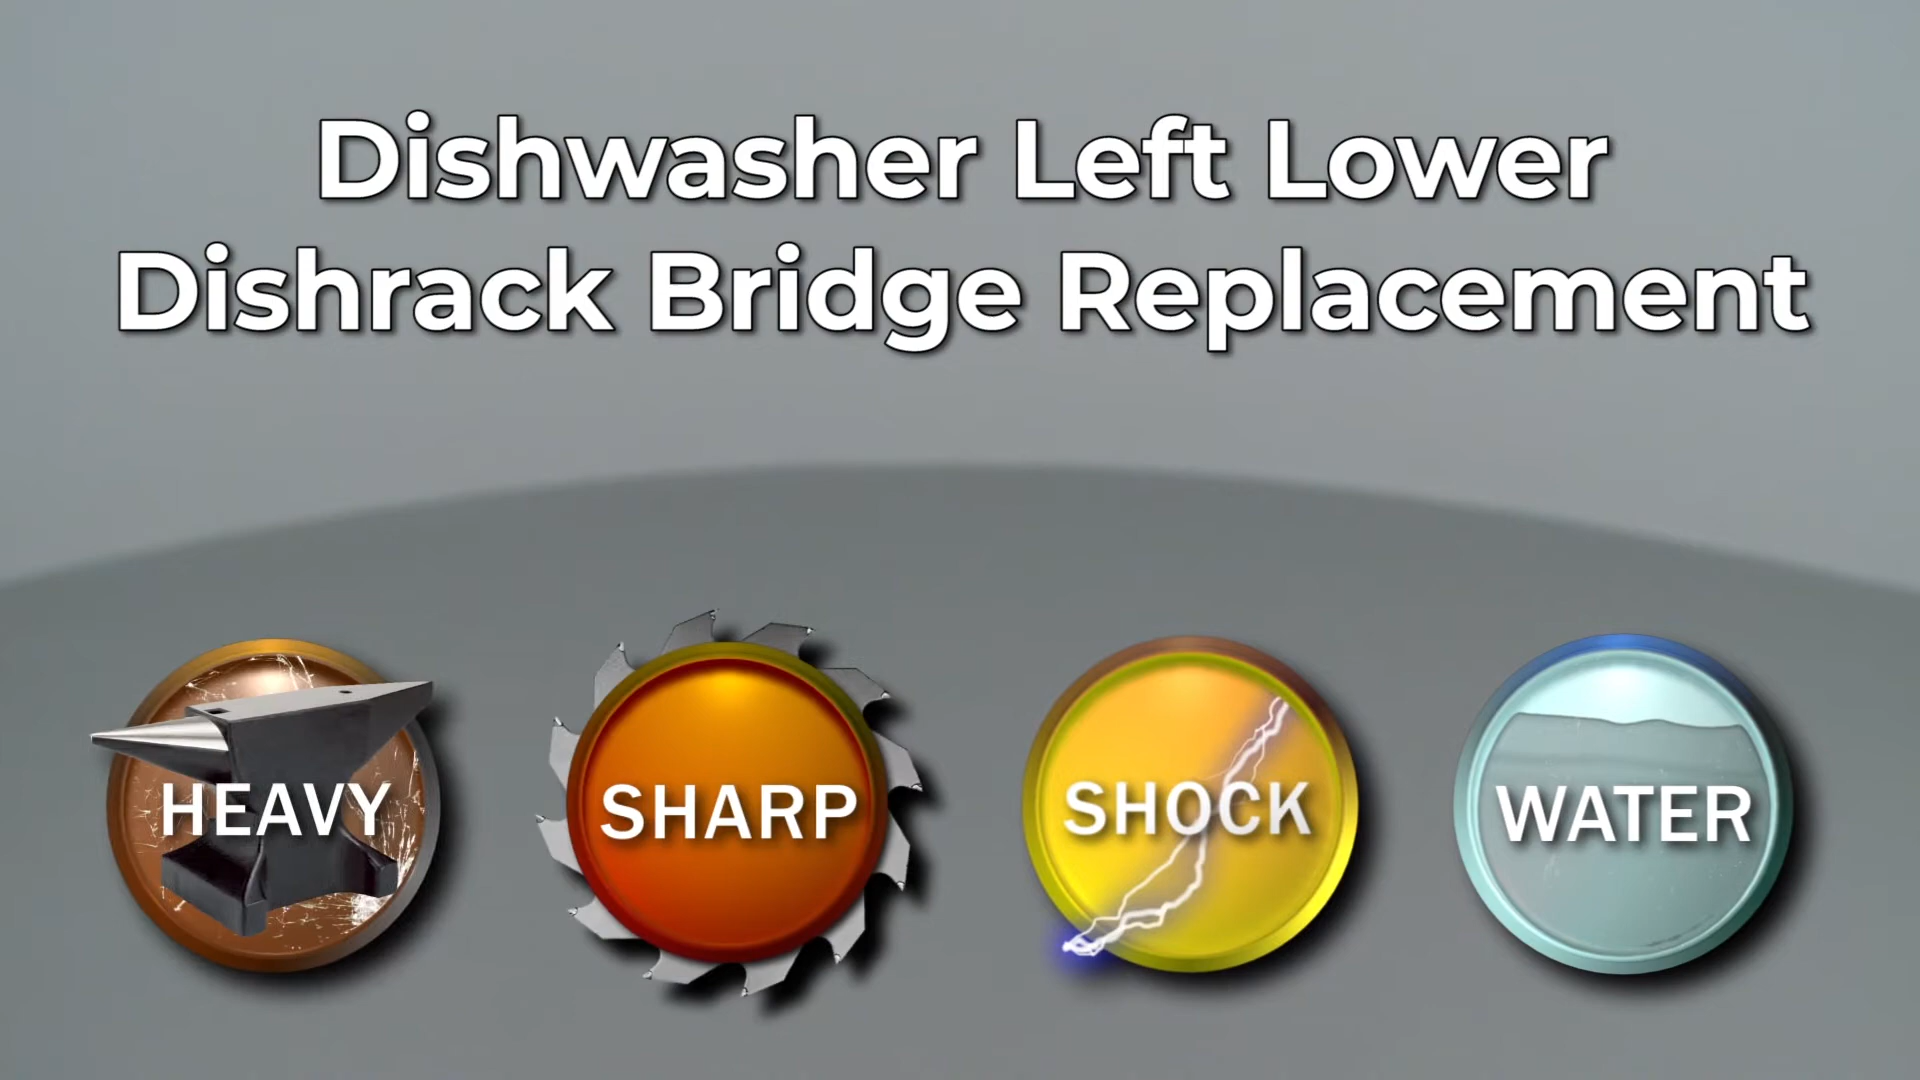 Dishwasher Left Lower
Dishrack Bridge Replacement
HEAVY
SHARP
SHOCK
WATER